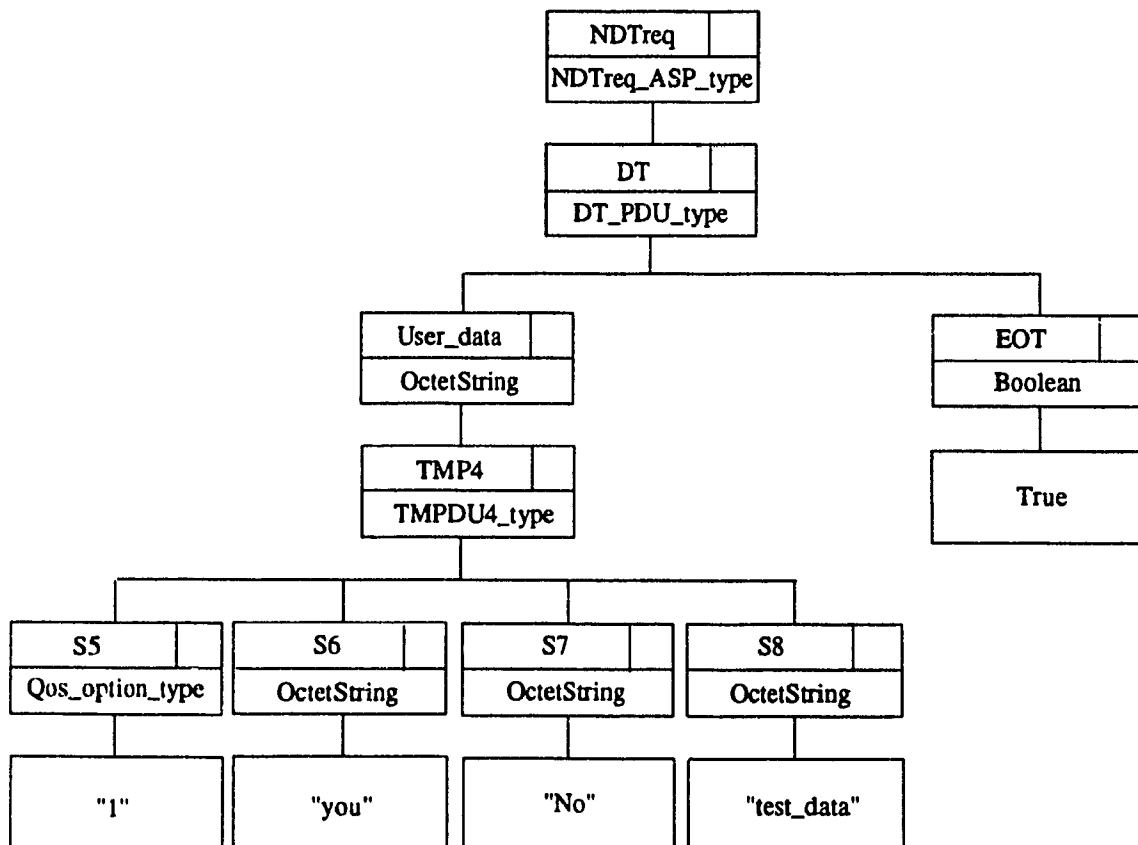 NDTreq
NDTreq_ASP_type
DT
DT_PDU_type
User_data
OctetString
EOT
Boolean
TMP4
TMPDU4_type
True
S5
Qos_option_type
S6
OctetString
S7
OctetString
S8
OctetString
"1"
"you"
"No"
"test_data"